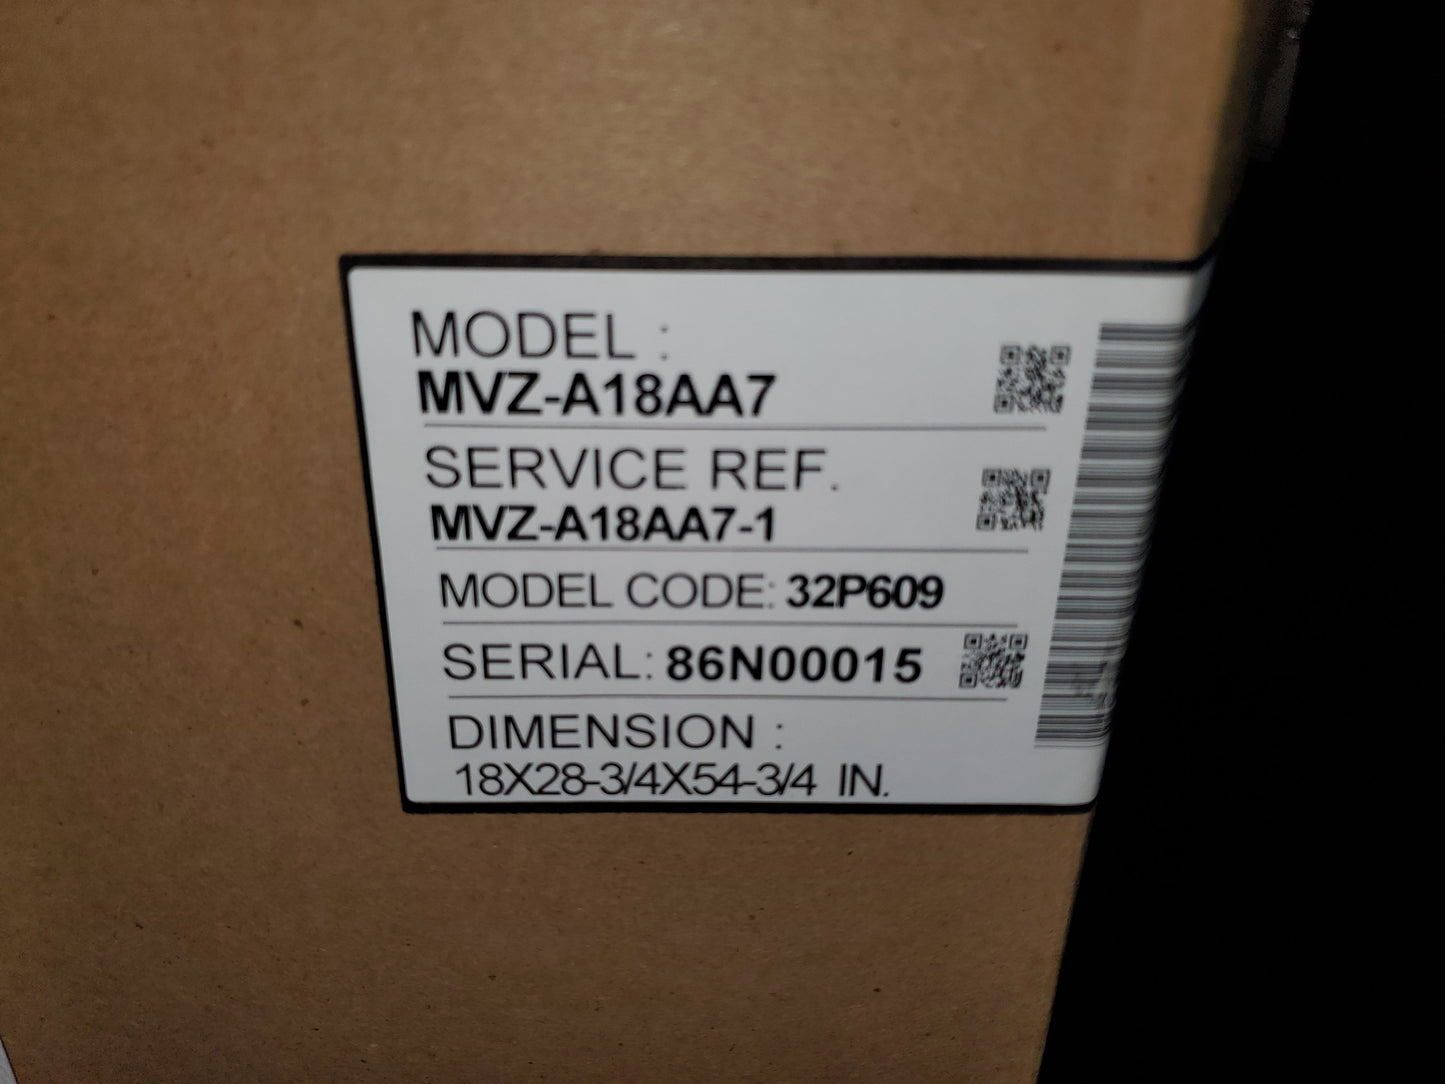 MODEL :
MVZ-A18AA7
SERVICE REF.
MVZ-A18AA7-1
MODEL CODE: 32P609
SERIAL: 86N00015
DIMENSION :
18X28-3/4X54-3/4 IN.